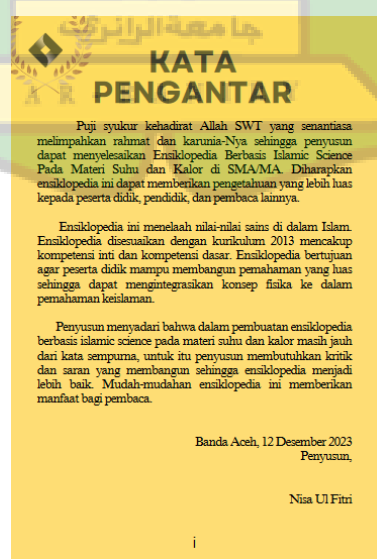 جامعة الرانري
KATA
PENGANTAR
A R - R A N I R Y
Puji syukur kehadirat Allah SWT yang senantiasa
melimpahkan rahmat dan karunia-Nya sehingga penyusun
dapat menyelesaikan Ensiklopedia Berbasis Islamic Science
Pada Materi Suhu dan Kalor di SMA/MA. Diharapkan
ensiklopedia ini dapat memberikan pengetahuan yang lebih luas
kepada peserta didik, pendidik, dan pembaca lainnya.
Ensiklopedia ini menelaah nilai-nilai sains di dalam Islam.
Ensiklopedia disesuaikan dengan kurikulum 2013 mencakup
kompetensi inti dan kompetensi dasar. Ensiklopedia bertujuan
agar peserta didik mampu membangun pemahaman yang luas
sehingga dapat mengintegrasikan konsep fisika ke dalam
pemahaman keislaman.
Penyusun menyadari bahwa dalam pembuatan ensiklopedia
berbasis islamic science pada materi suhu dan kalor masih jauh
dari kata sempurna, untuk itu penyusun membutuhkan kritik
dan saran yang membangun sehingga ensiklopedia menjadi
lebih baik. Mudah-mudahan ensiklopedia ini memberikan
manfaat bagi pembaca.
Banda Aceh, 12 Desember 2023
Penyusun,
Nisa Ul Fitri
i